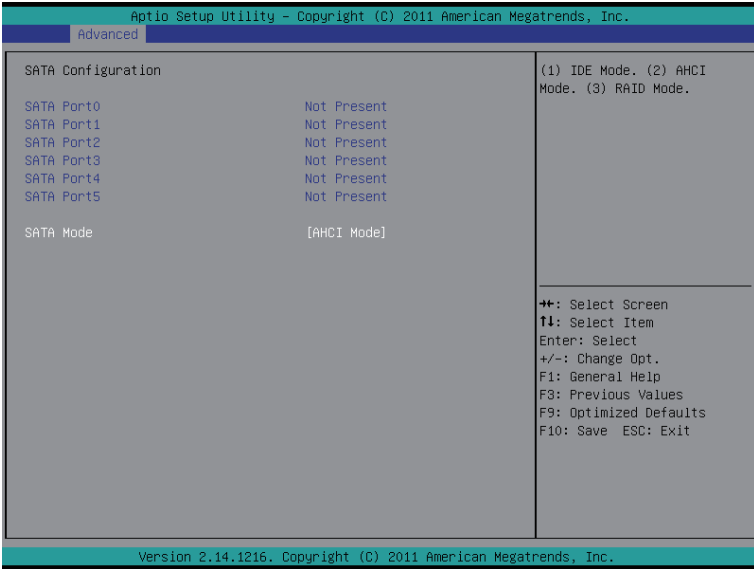 Aptio Setup Utility – Copyright (C) 2011 American Megatrends, Inc.
Advanced
SATA Configuration
SATA Port0 Not Present
SATA Port1 Not Present
SATA Port2 Not Present
SATA Port3 Not Present
SATA Port4 Not Present
SATA Port5 Not Present
SATA Mode [AHCI Mode]
(1) IDE Mode. (2) AHCI
Mode. (3) RAID Mode.
→←: Select Screen
↑↓: Select Item
Enter: Select
+/-: Change Opt.
F1: General Help
F3: Previous Values
F9: Optimized Defaults
F10: Save ESC: Exit
Version 2.14.1216. Copyright (C) 2011 American Megatrends, Inc.